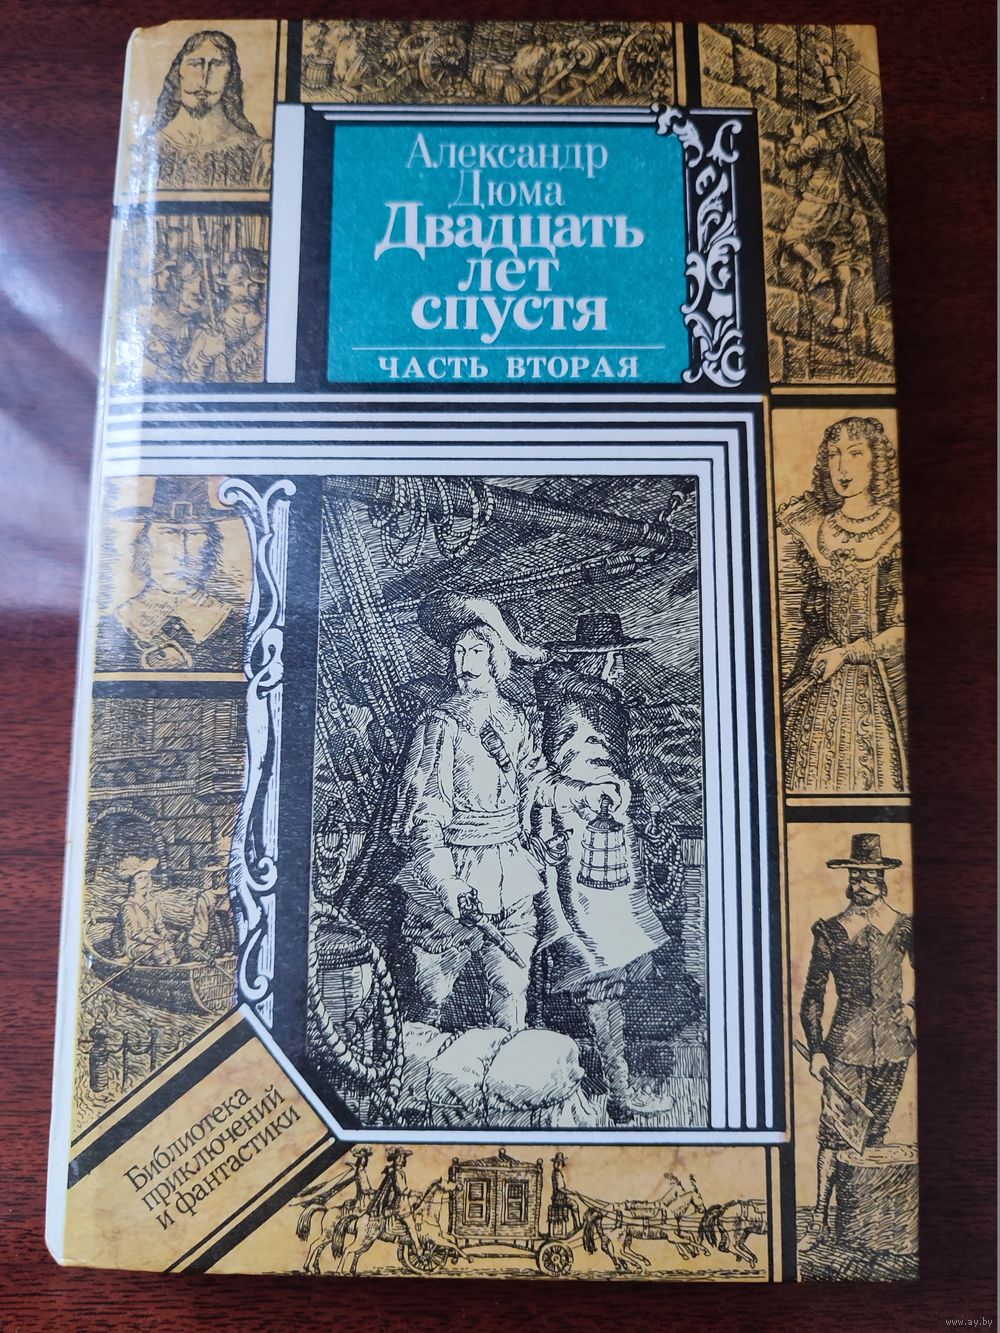 Александр
Дюма
Двадцать
лет
спустя
ЧАСТЬ ВТОРАЯ
Библиотека
приключений
и фантастики
www.ay.by